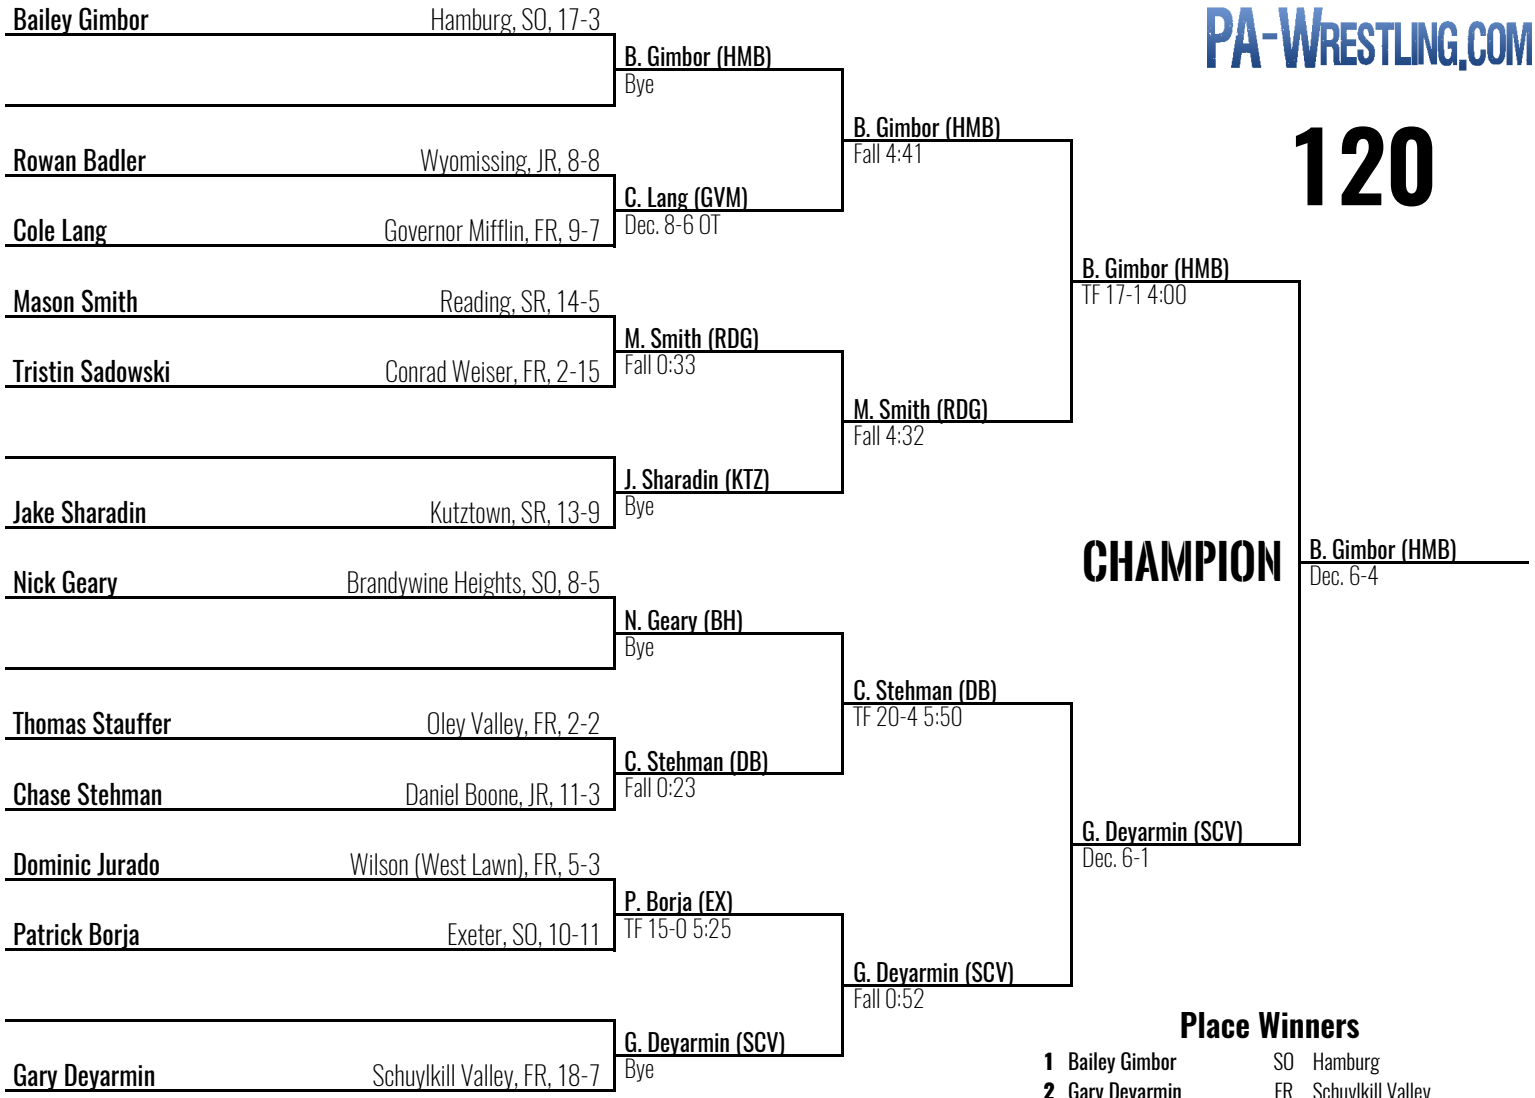 PA-WRESTLING.COM
120
Bailey Gimbor Hamburg, SO, 17-3
B. Gimbor (HMB)
Bye
B. Gimbor (HMB)
Fall 4:41
Rowan Badler Wyomissing, JR, 8-8
C. Lang (GVM)
Dec. 8-6 OT
Cole Lang Governor Mifflin, FR, 9-7
B. Gimbor (HMB)
TF 17-1 4:00
Mason Smith Reading, SR, 14-5
M. Smith (RDG)
Fall 0:33
Tristin Sadowski Conrad Weiser, FR, 2-15
M. Smith (RDG)
Fall 4:32
J. Sharadin (KTZ)
Bye
Jake Sharadin Kutztown, SR, 13-9
CHAMPION
B. Gimbor (HMB)
Dec. 6-4
Nick Geary Brandywine Heights, SO, 8-5
N. Geary (BH)
Bye
C. Stehman (DB)
TF 20-4 5:50
Thomas Stauffer Oley Valley, FR, 2-2
C. Stehman (DB)
Fall 0:23
Chase Stehman Daniel Boone, JR, 11-3
G. Deyarmin (SCV)
Dec. 6-1
Dominic Jurado Wilson (West Lawn), FR, 5-3
P. Borja (EX)
TF 15-0 5:25
Patrick Borja Exeter, SO, 10-11
G. Deyarmin (SCV)
Fall 0:52
G. Deyarmin (SCV)
Bye
Gary Deyarmin Schuylkill Valley, FR, 18-7
Place Winners
1 Bailey Gimbor SO Hamburg
2 Gary Deyarmin FR Schuylkill Valley